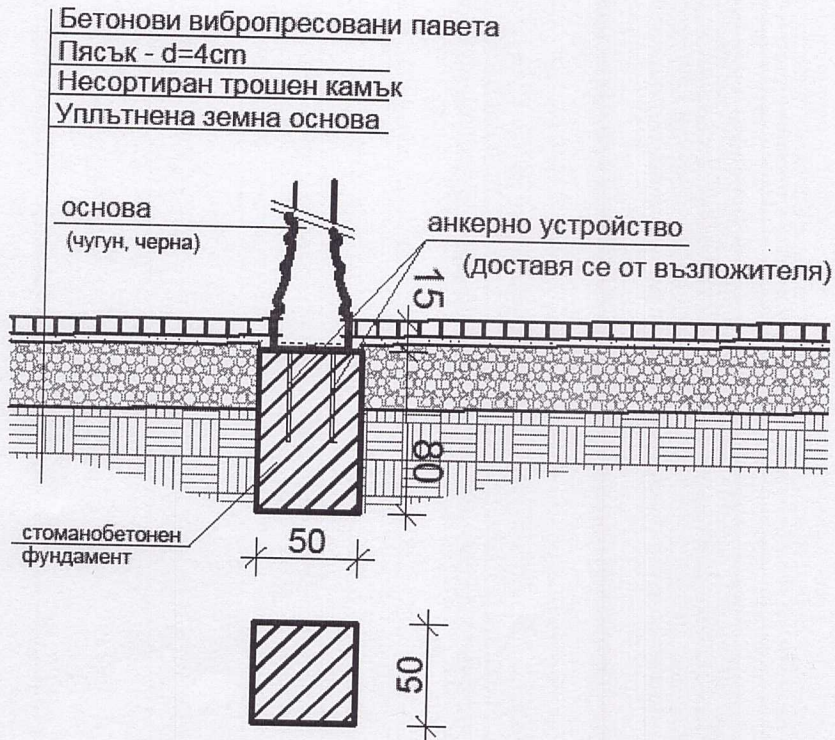 Бетонови вибропресовани павета
Пясък - d=4cm
Несортиран трошен камък
Уплътнена земна основа
основа
(чугун, черна)
анкерно устройство
(доставя се от възложителя)
15
80
стоманобетонен
фундамент
50
50